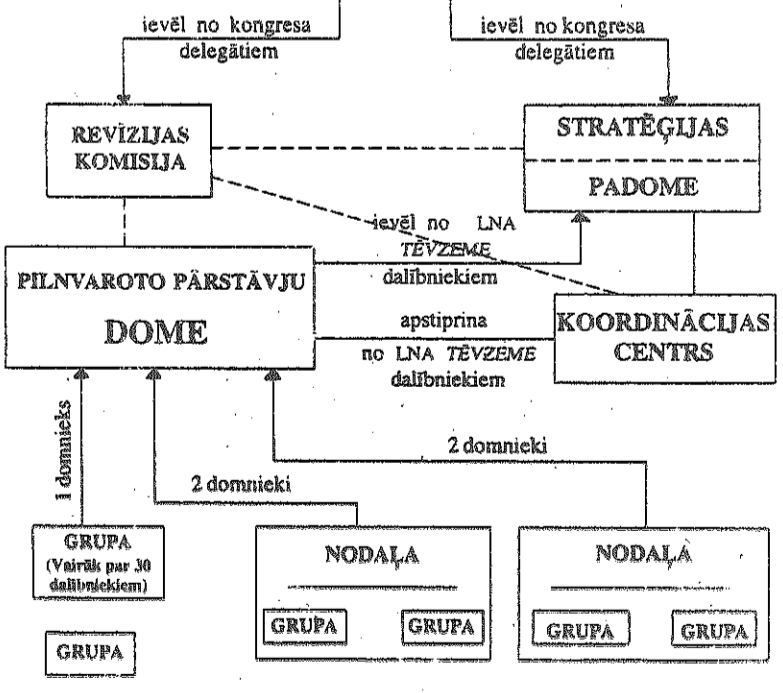 ievēl no kongresa
delegātiem
ievēl no kongresa
delegātiem
REVĪZIJAS
KOMISIJA
STRATĒĢIJAS
PADOME
ievēl no LNA
TĒVZEME
dalībniekiem
PILNVAROTO PĀRSTĀVJU
DOME
apstiprina
no LNA TĒVZEME
dalībniekiem
KOORDINĀCIJAS
CENTRS
1 domnieks
2 domnieki
2 domnieki
GRUPA
(Vairāk par 30
dalībniekiem)
GRUPA
NODAĻA
GRUPA GRUPA
NODAĻA
GRUPA GRUPA